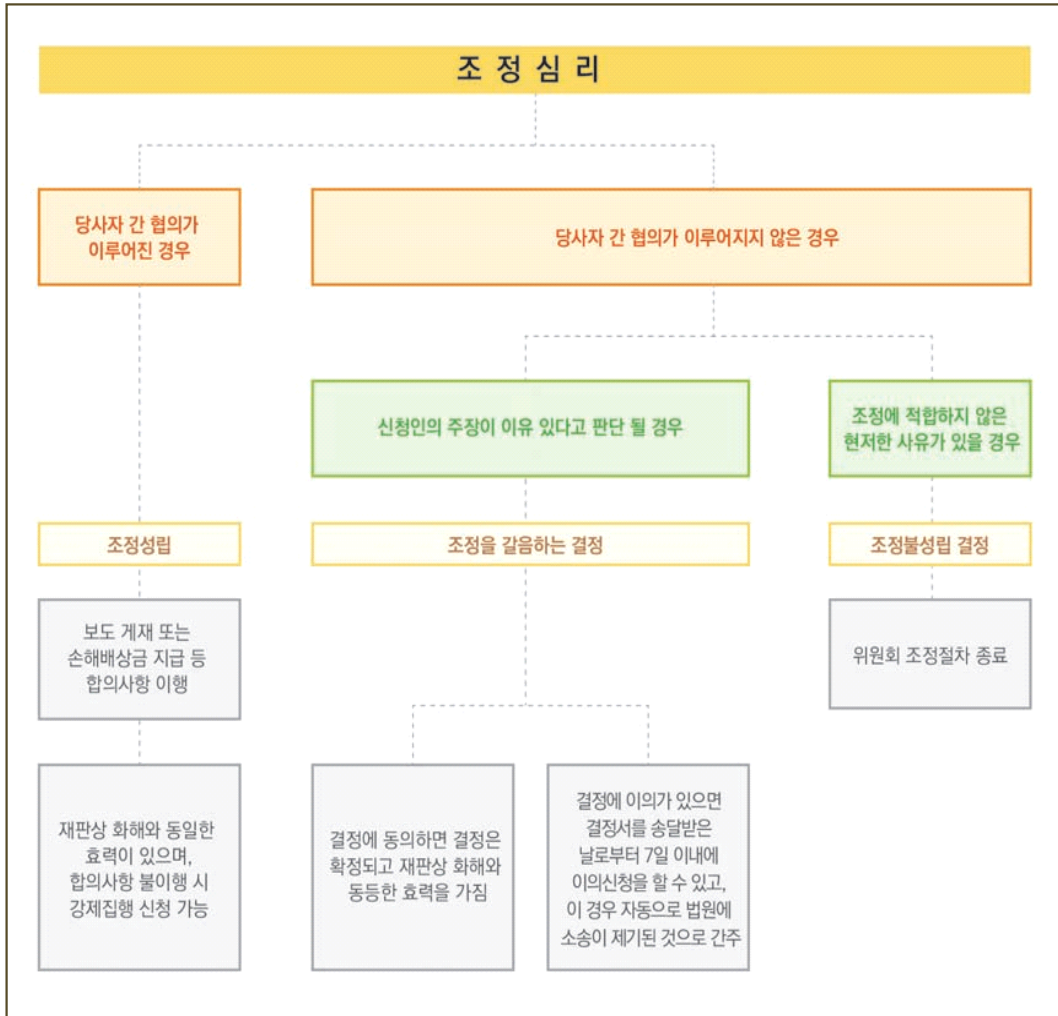 조 정 심 리
당사자 간 협의가
이루어진 경우
당사자 간 협의가 이루어지지 않은 경우
신청인의 주장이 이유 있다고 판단 될 경우
조정에 적합하지 않은
현저한 사유가 있을 경우
조정성립
조정을 갈음하는 결정
조정불성립 결정
보도 게재 또는
손해배상금 지급 등
합의사항 이행
위원회 조정절차 종료
재판상 화해와 동일한
효력이 있으며,
합의사항 불이행 시
강제집행 신청 가능
결정에 동의하면 결정은
확정되고 재판상 화해와
동등한 효력을 가짐
결정에 이의가 있으면
결정서를 송달받은
날로부터 7일 이내에
이의신청을 할 수 있고,
이 경우 자동으로 법원에
소송이 제기된 것으로 간주